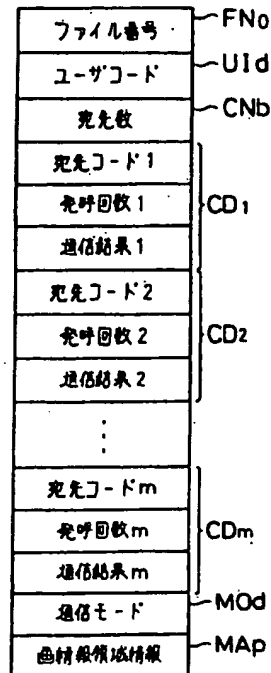 ファイル番号 FNo
ユーザコード UId
宛先数 CNb
宛先コード1
発呼回数1 CD1
通信結果1
宛先コード2
発呼回数2 CD2
通信結果2
⋮
宛先コードm
発呼回数m CDm
通信結果m
通信モード MOd
画情報領域情報 MAp